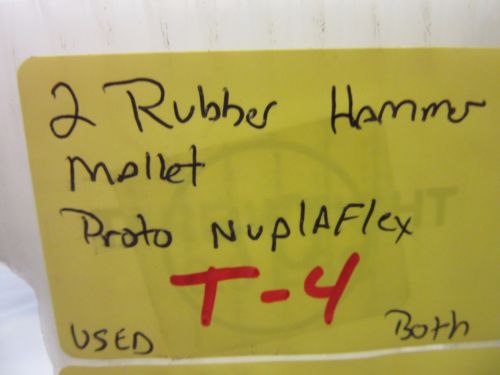 2 Rubber Hammer
Mallet
Proto NuplAFlex
T-4
USED Both